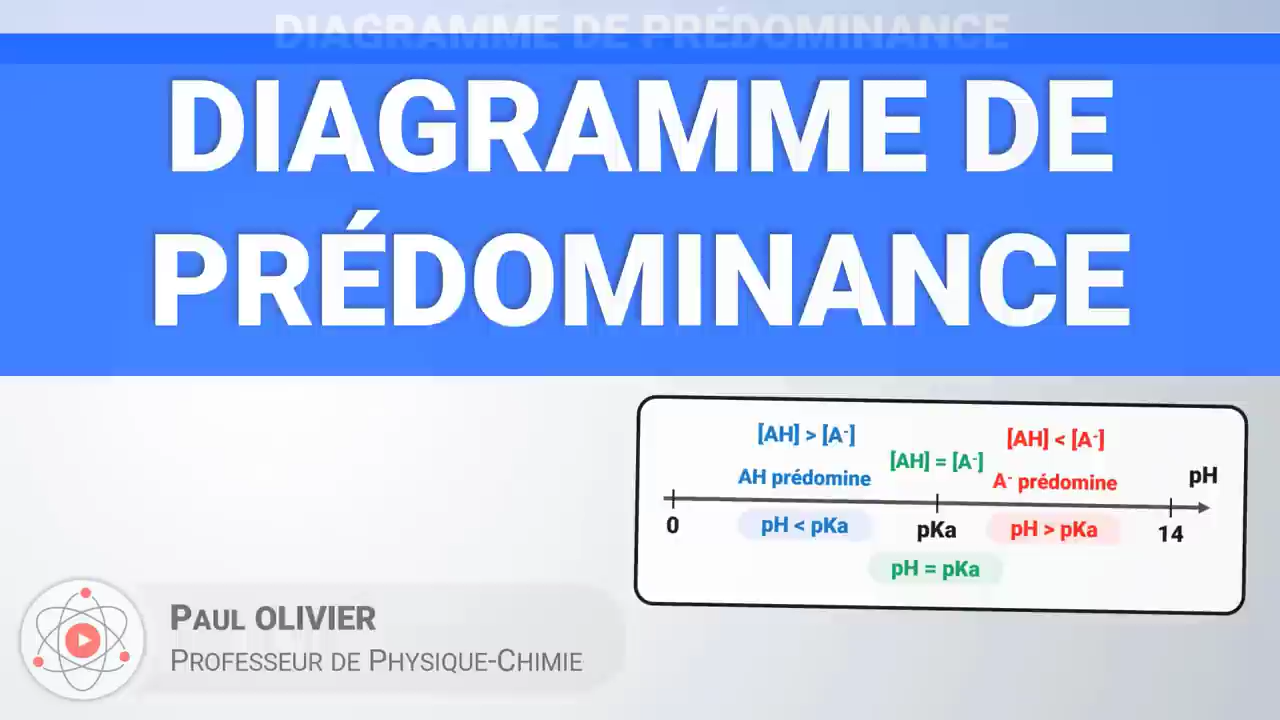 DIAGRAMME DE PRÉDOMINANCE
DIAGRAMME DE
PRÉDOMINANCE
[AH] > [A⁻]
[AH] = [A⁻]
[AH] < [A⁻]
AH prédomine
A⁻ prédomine
pH
0
pH < pKa
pKa
pH > pKa
14
pH = pKa
PAUL OLIVIER
PROFESSEUR DE PHYSIQUE-CHIMIE